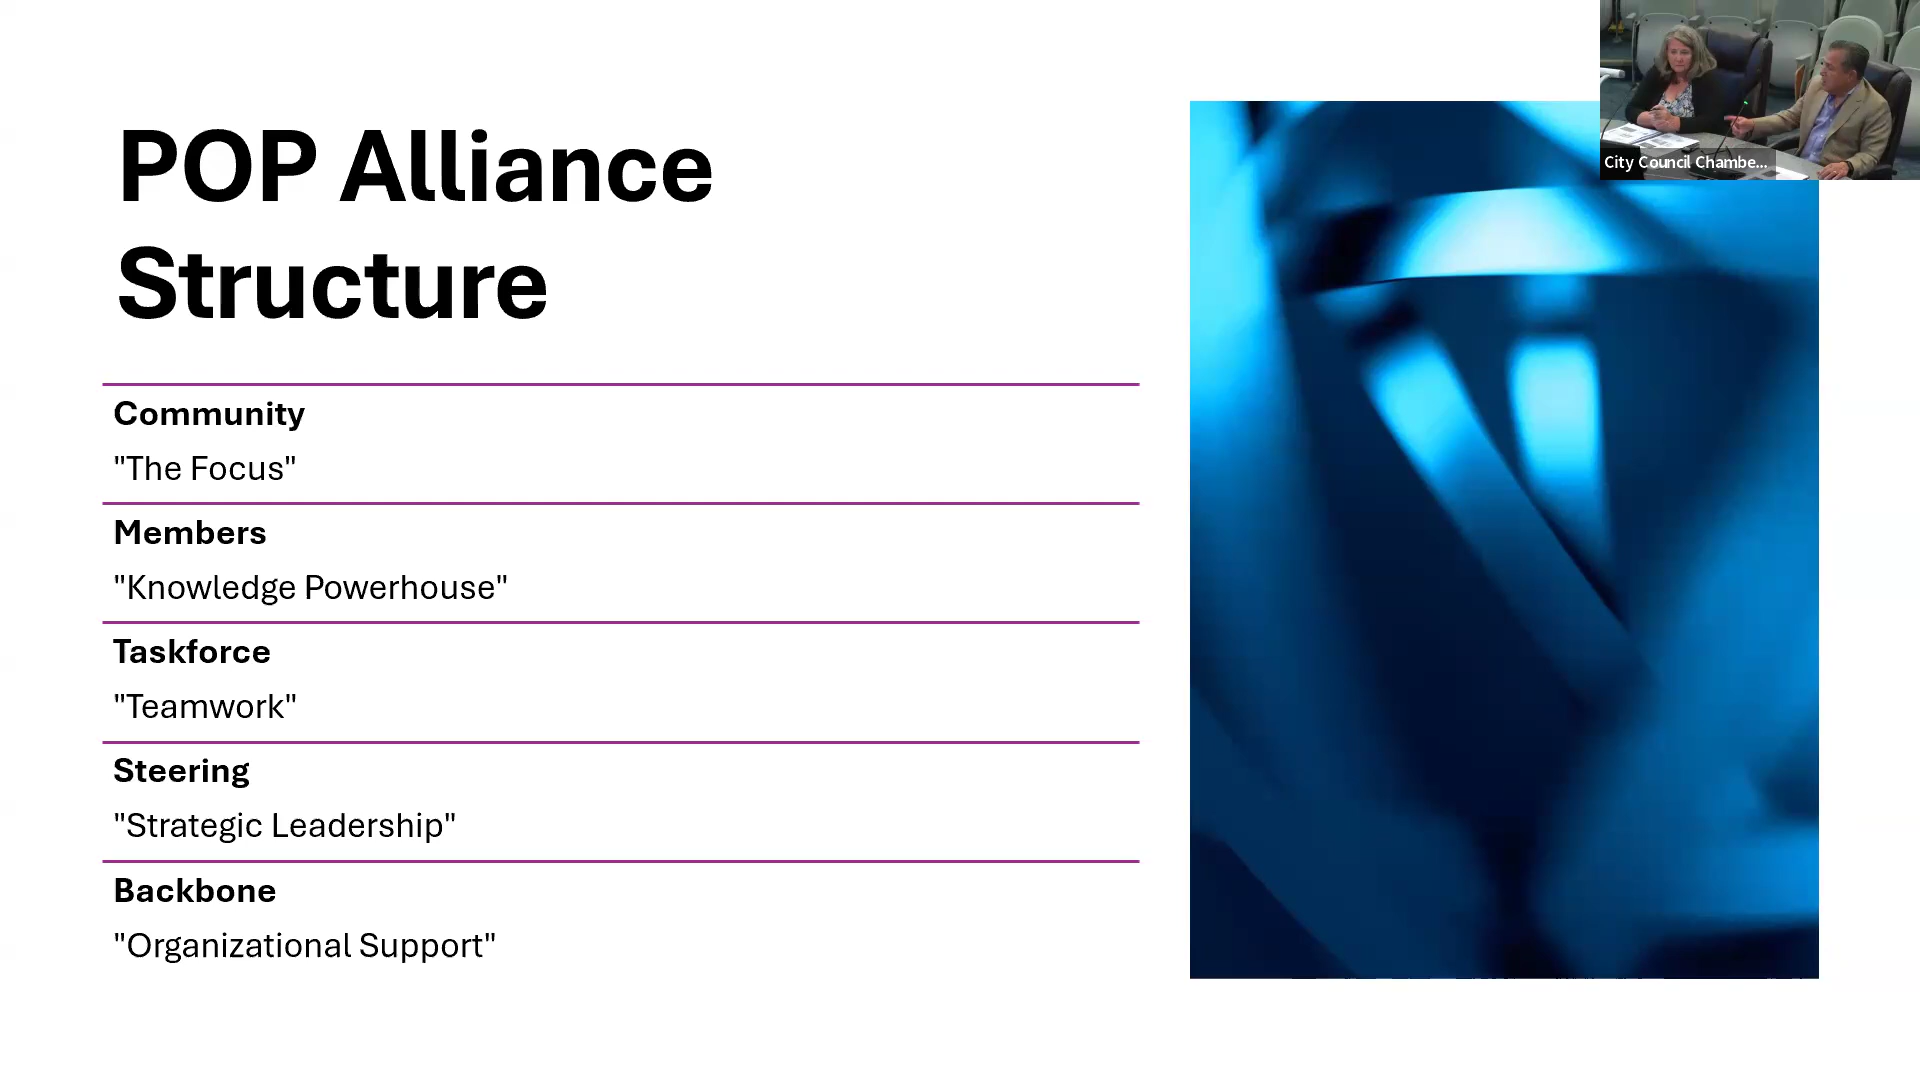 POP Alliance
Structure
Community
"The Focus"
Members
"Knowledge Powerhouse"
Taskforce
"Teamwork"
Steering
"Strategic Leadership"
Backbone
"Organizational Support"
City Council Chambe...